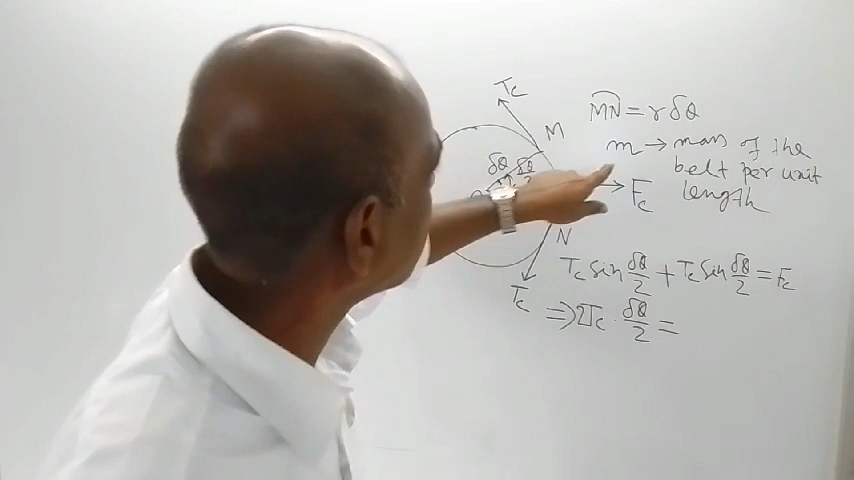 Tc
M
M͡N = r δθ
m → mass of the
belt per unit
length
δθ
δθ/2
Fc
N
Tc
Tc sin δθ/2 + Tc sin δθ/2 = Fc
⇒ 2Tc · δθ/2 =